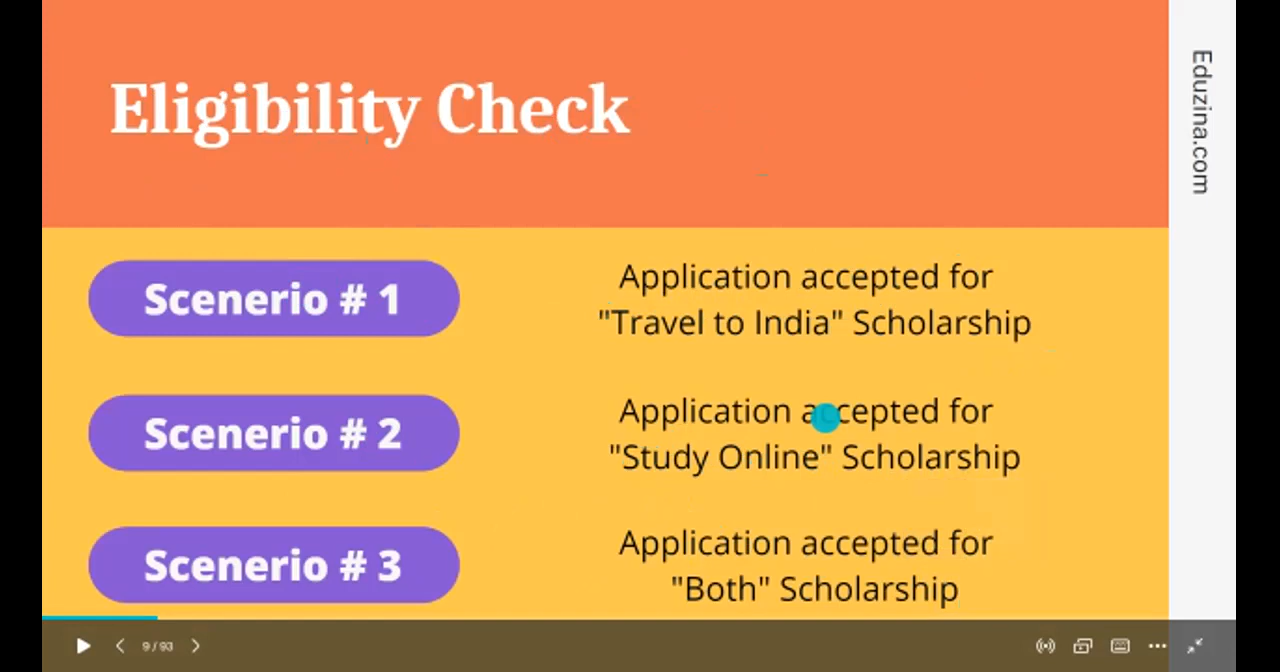 Eligibility Check
Eduzina.com
Scenerio # 1
Application accepted for
"Travel to India" Scholarship
Scenerio # 2
Application accepted for
"Study Online" Scholarship
Scenerio # 3
Application accepted for
"Both" Scholarship
9 / 93